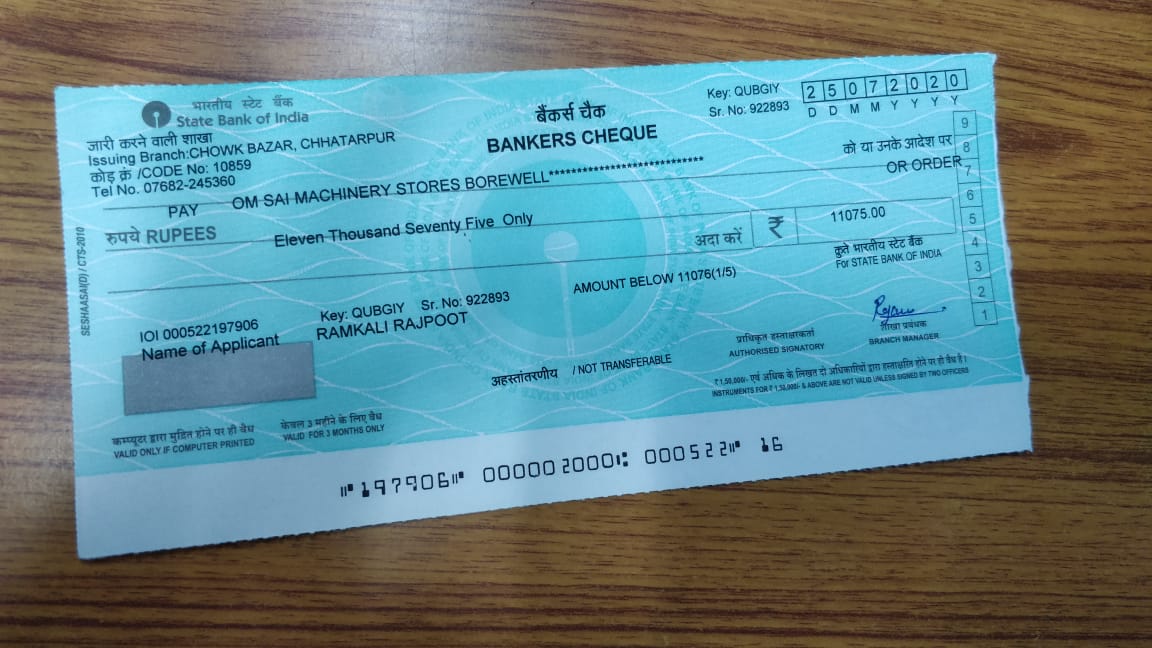 भारतीय स्टेट बैंक
State Bank of India
जारी करने वाली शाखा
Issuing Branch:CHOWK BAZAR, CHHATARPUR
कोड़ क्रं /CODE No: 10859
Tel No. 07682-245360
बैंकर्स चैक
BANKERS CHEQUE
Key: QUBGIY
Sr. No: 922893
2 5 0 7 2 0 2 0
D D M M Y Y Y Y
PAY OM SAI MACHINERY STORES BOREWELL*****************************
को या उनके आदेश पर
OR ORDER
रुपये RUPEES Eleven Thousand Seventy Five Only
अदा करें ₹ 11075.00
कृते भारतीय स्टेट बैंक
For STATE BANK OF INDIA
AMOUNT BELOW 11076(1/5)
9
8
7
6
5
4
3
2
1
IOI 000522197906
Key: QUBGIY Sr. No: 922893
Name of Applicant RAMKALI RAJPOOT
प्राधिकृत हस्ताक्षरकर्ता
AUTHORISED SIGNATORY
शाखा प्रबंधक
BRANCH MANAGER
अहस्तांतरणीय / NOT TRANSFERABLE
₹ 1,50,000/- एवं अधिक के लिखत दो अधिकारियों द्वारा हस्ताक्षरित होने पर ही वैध है।
INSTRUMENTS FOR ₹ 1,50,000/- & ABOVE ARE NOT VALID UNLESS SIGNED BY TWO OFFICERS
कम्प्यूटर द्वारा मुद्रित होने पर ही वैध
VALID ONLY IF COMPUTER PRINTED
केवल 3 महीने के लिए वैध
VALID FOR 3 MONTHS ONLY
SESHAASAI(D) / CTS-2010
⑈197906⑈ 000002000⑆ 000522⑈ 16